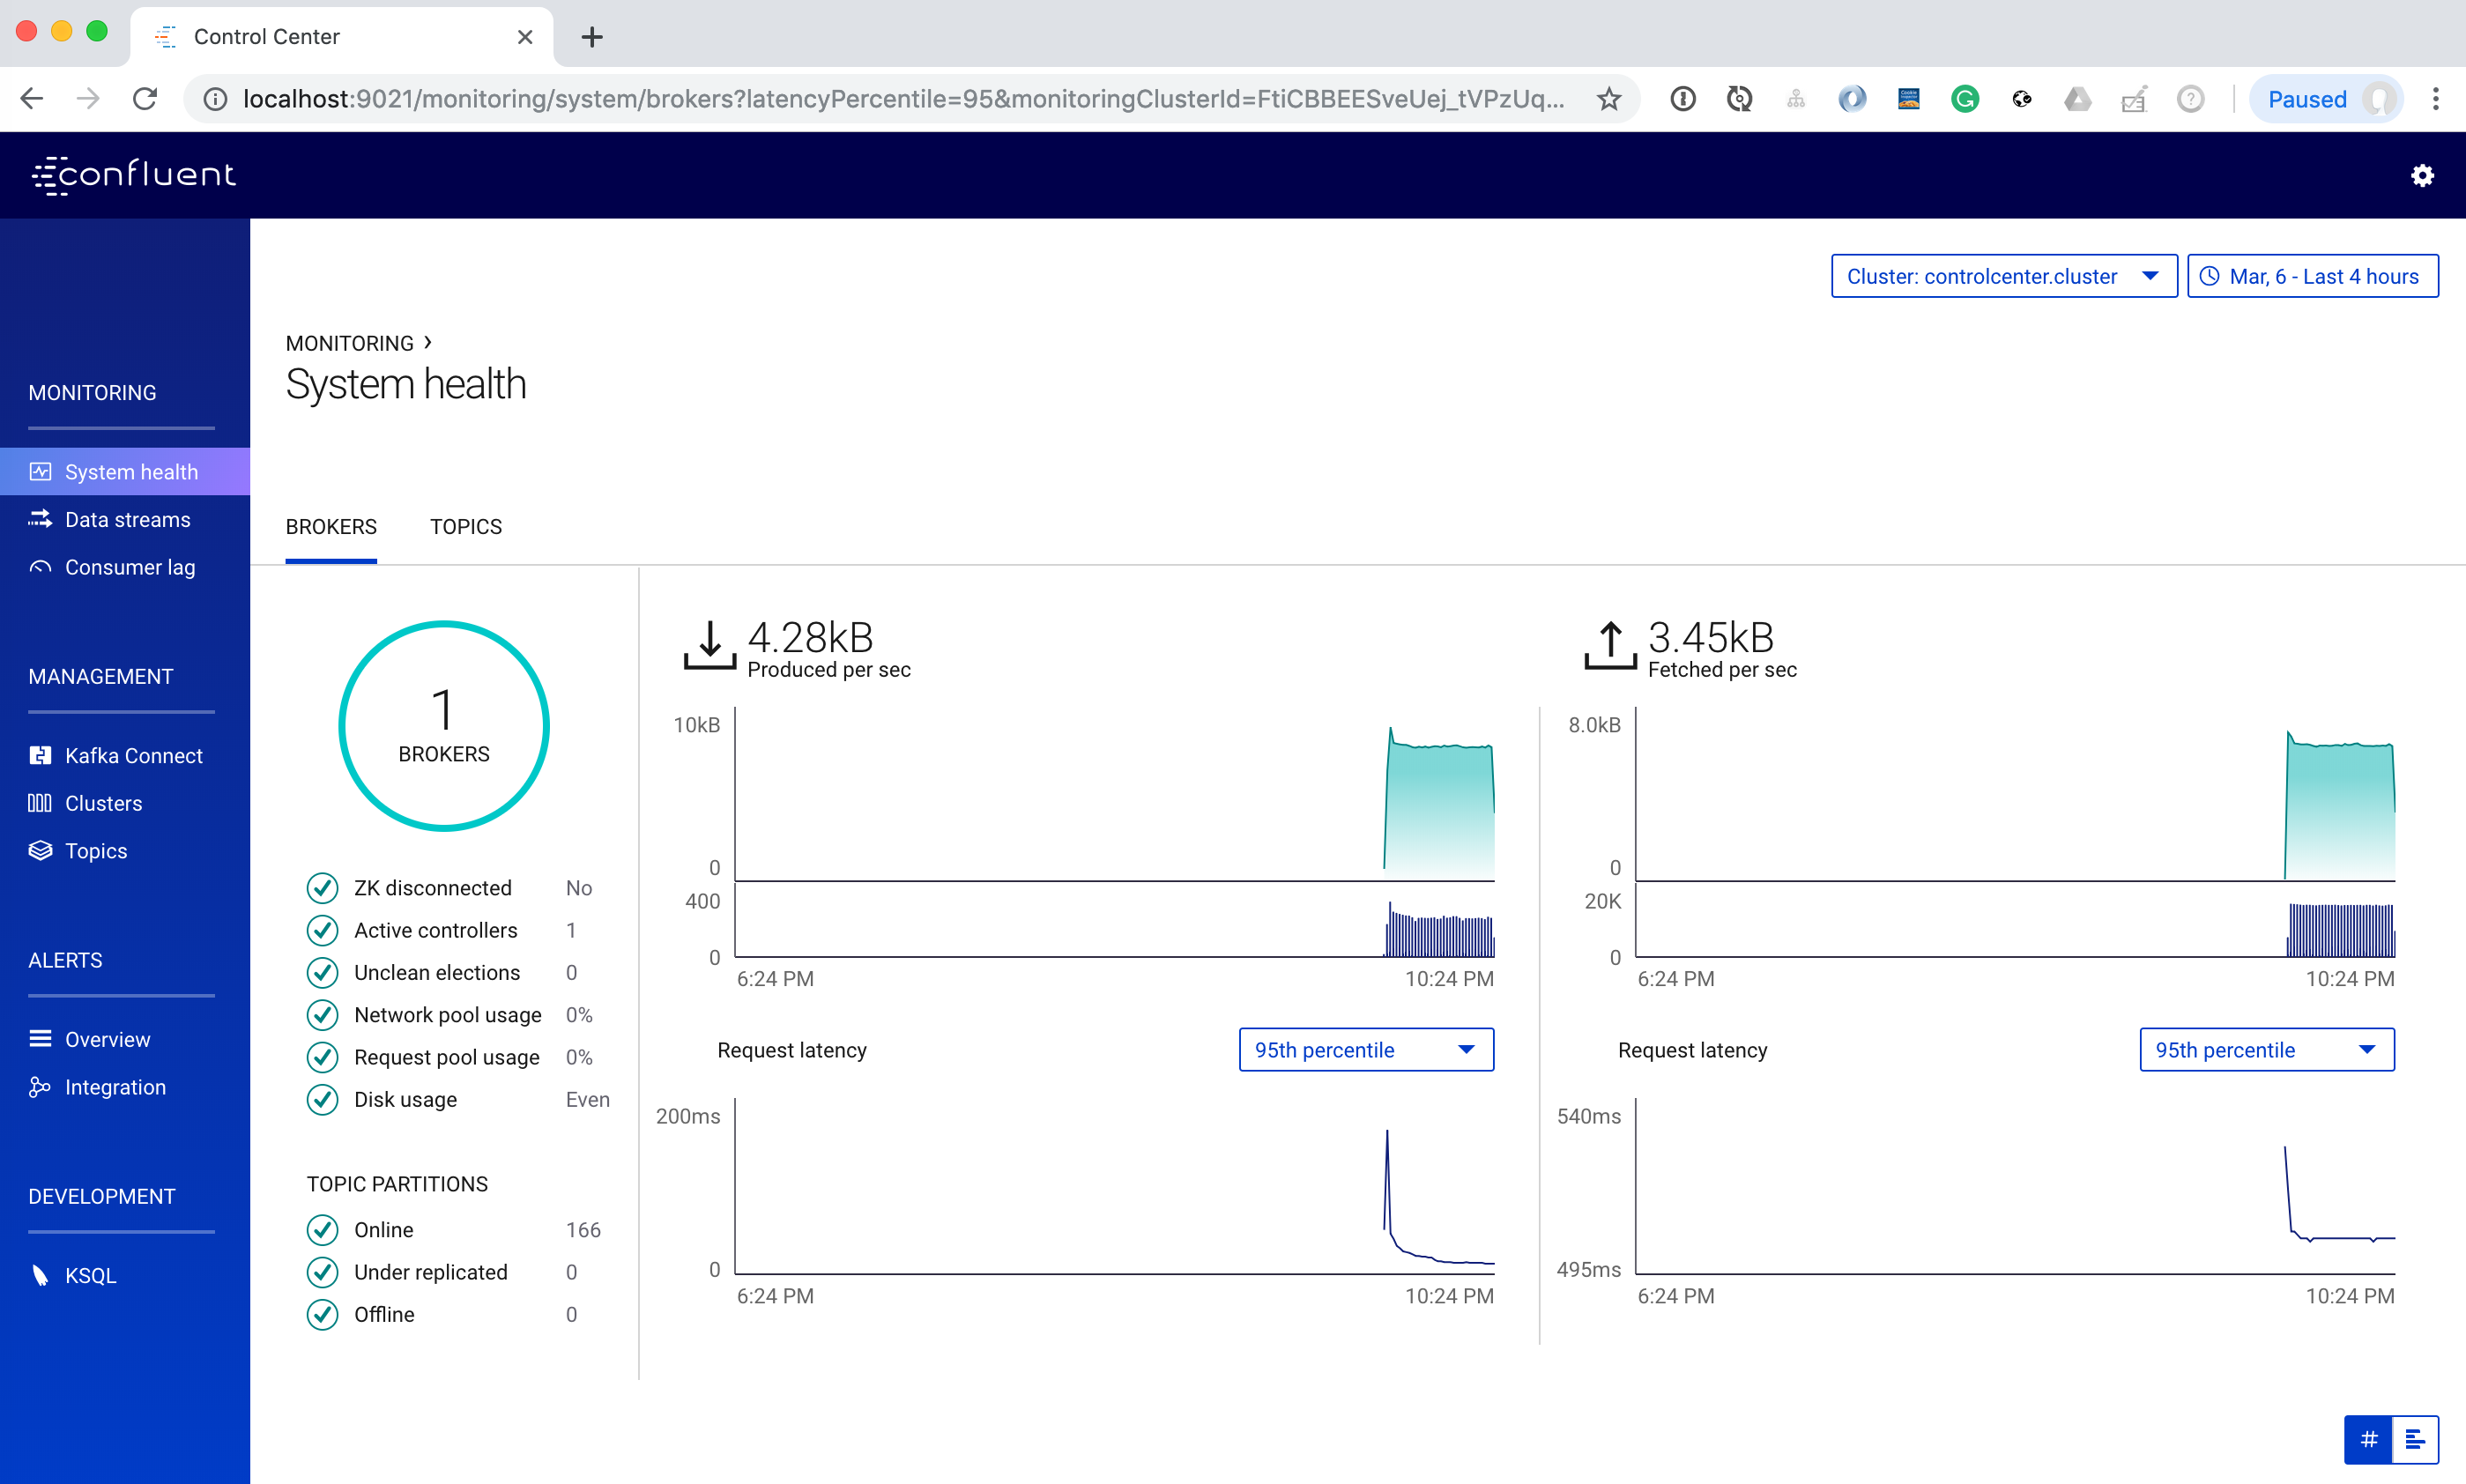 Control Center
localhost:9021/monitoring/system/brokers?latencyPercentile=95&monitoringClusterId=FtiCBBEESveUej_tVPzUq...
Paused
confluent
Cluster: controlcenter.cluster
Mar, 6 - Last 4 hours
MONITORING
System health
Data streams
Consumer lag
MANAGEMENT
Kafka Connect
Clusters
Topics
ALERTS
Overview
Integration
DEVELOPMENT
KSQL
MONITORING ›
System health
BROKERS TOPICS
1
BROKERS
ZK disconnected No
Active controllers 1
Unclean elections 0
Network pool usage 0%
Request pool usage 0%
Disk usage Even
TOPIC PARTITIONS
Online 166
Under replicated 0
Offline 0
4.28kB
Produced per sec
10kB
0
400
0
6:24 PM 10:24 PM
Request latency 95th percentile
200ms
0
6:24 PM 10:24 PM
3.45kB
Fetched per sec
8.0kB
0
20K
0
6:24 PM 10:24 PM
Request latency 95th percentile
540ms
495ms
6:24 PM 10:24 PM
#